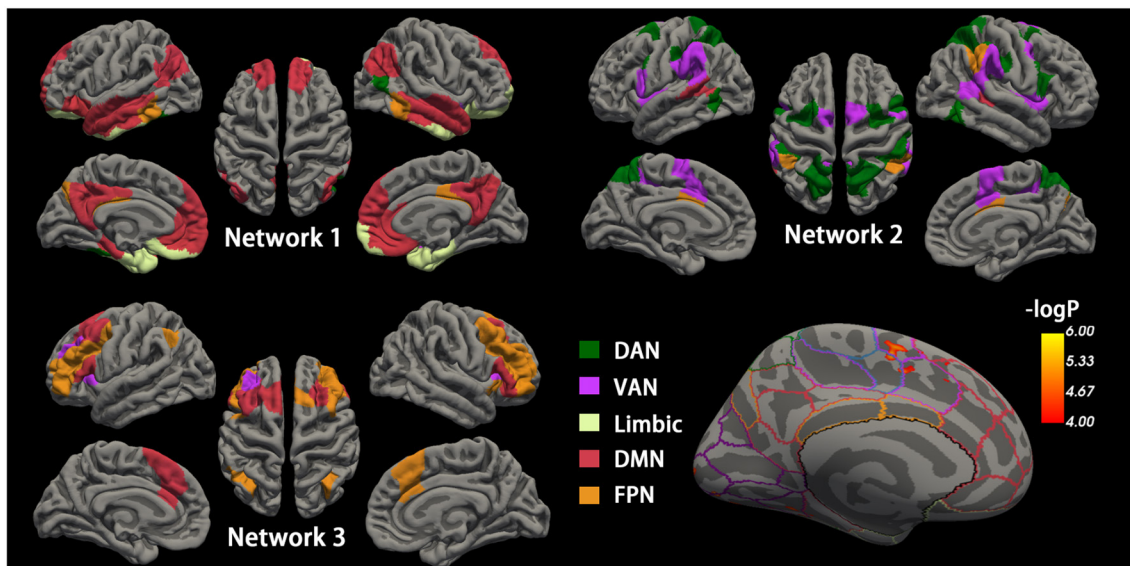 Network 1
Network 2
Network 3
DAN
VAN
Limbic
DMN
FPN
-logP
6.00
5.33
4.67
4.00